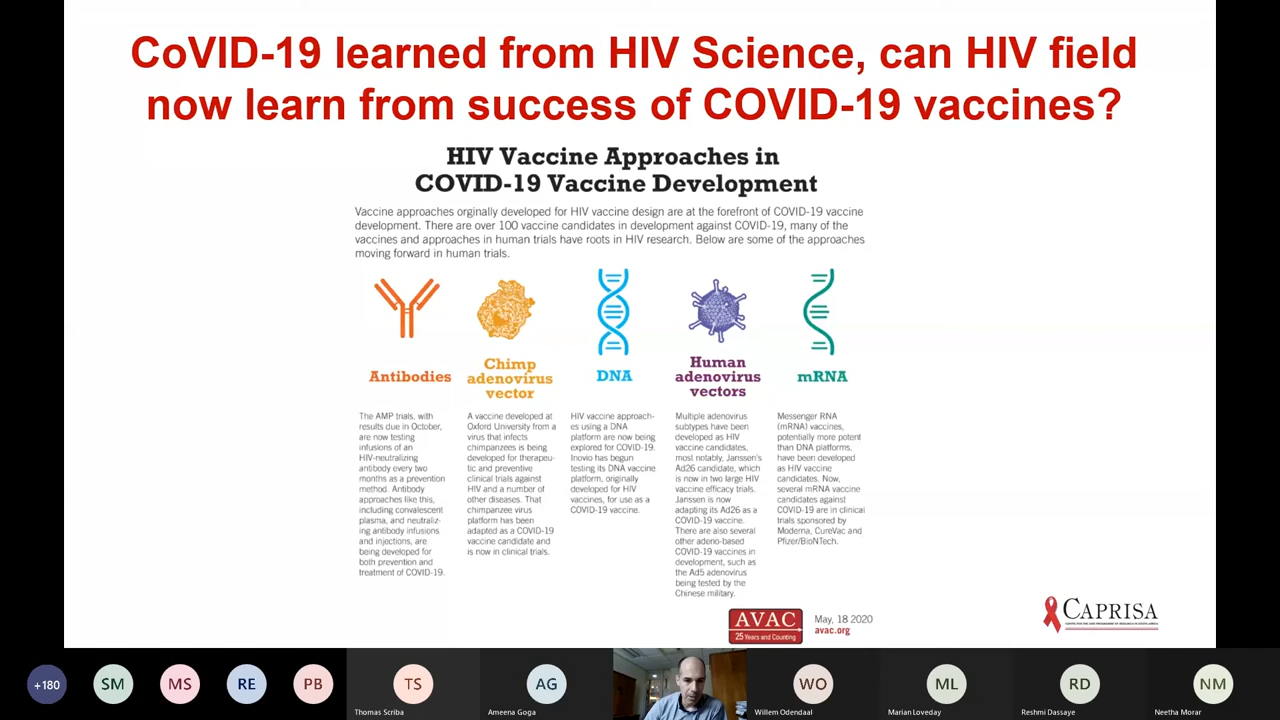 CoVID-19 learned from HIV Science, can HIV field
now learn from success of COVID-19 vaccines?
HIV Vaccine Approaches in
COVID-19 Vaccine Development
Vaccine approaches orginally developed for HIV vaccine design are at the forefront of COVID-19 vaccine
development. There are over 100 vaccine candidates in development against COVID-19, many of the
vaccines and approaches in human trials have roots in HIV research. Below are some of the approaches
moving forward in human trials.
Antibodies
The AMP trials, with
results due in October,
are now testing
infusions of an
HIV-neutralizing
antibody every two
months as a prevention
method. Antibody
approaches like this,
including convalescent
plasma, and neutraliz-
ing antibody infusions
and injections, are
being developed for
both prevention and
treatment of COVID-19.
Chimp
adenovirus
vector
A vaccine developed at
Oxford University from a
virus that infects
chimpanzees is being
developed for therapeu-
tic and preventive
clinical trials against
HIV and a number of
other diseases. That
chimpanzee virus
platform has been
adapted as a COVID-19
vaccine candidate and
is now in clinical trials.
DNA
HIV vaccine approach-
es using a DNA
platform are now being
explored for COVID-19.
Inovio has begun
testing its DNA vaccine
platform, originally
developed for HIV
vaccines, for use as a
COVID-19 vaccine.
Human
adenovirus
vectors
Multiple adenovirus
subtypes have been
developed as HIV
vaccine candidates,
most notably, Janssen's
Ad26 candidate, which
is now in two large HIV
vaccine efficacy trials.
Janssen is now
adapting its Ad26 as a
COVID-19 vaccine.
There are also several
other adeno-based
COVID-19 vaccines in
development, such as
the Ad5 adenovirus
being tested by the
Chinese military.
mRNA
Messenger RNA
(mRNA) vaccines,
potentially more potent
than DNA platforms,
have been developed
as HIV vaccine
candidates. Now,
several mRNA vaccine
candidates against
COVID-19 are in clinical
trials sponsored by
Moderna, CureVac and
Pfizer/BioNTech.
AVAC
25 Years and Counting
May, 18 2020
avac.org
CAPRISA
CENTRE FOR THE AIDS PROGRAMME OF RESEARCH IN SOUTH AFRICA
+180
SM
MS
RE
PB
TS
Thomas Scriba
AG
Ameena Goga
WO
Willem Odendaal
ML
Marian Loveday
RD
Reshmi Dassaye
NM
Neetha Morar